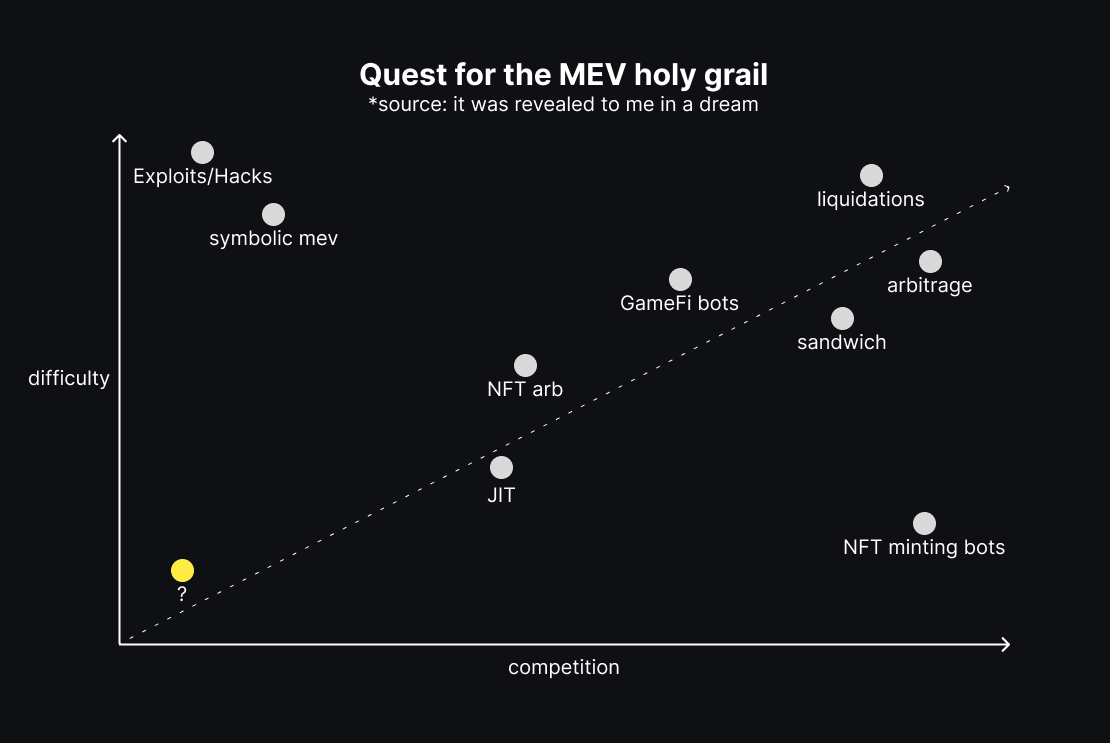 Quest for the MEV holy grail
*source: it was revealed to me in a dream
Exploits/Hacks
liquidations
symbolic mev
arbitrage
GameFi bots
sandwich
difficulty
NFT arb
JIT
NFT minting bots
?
competition